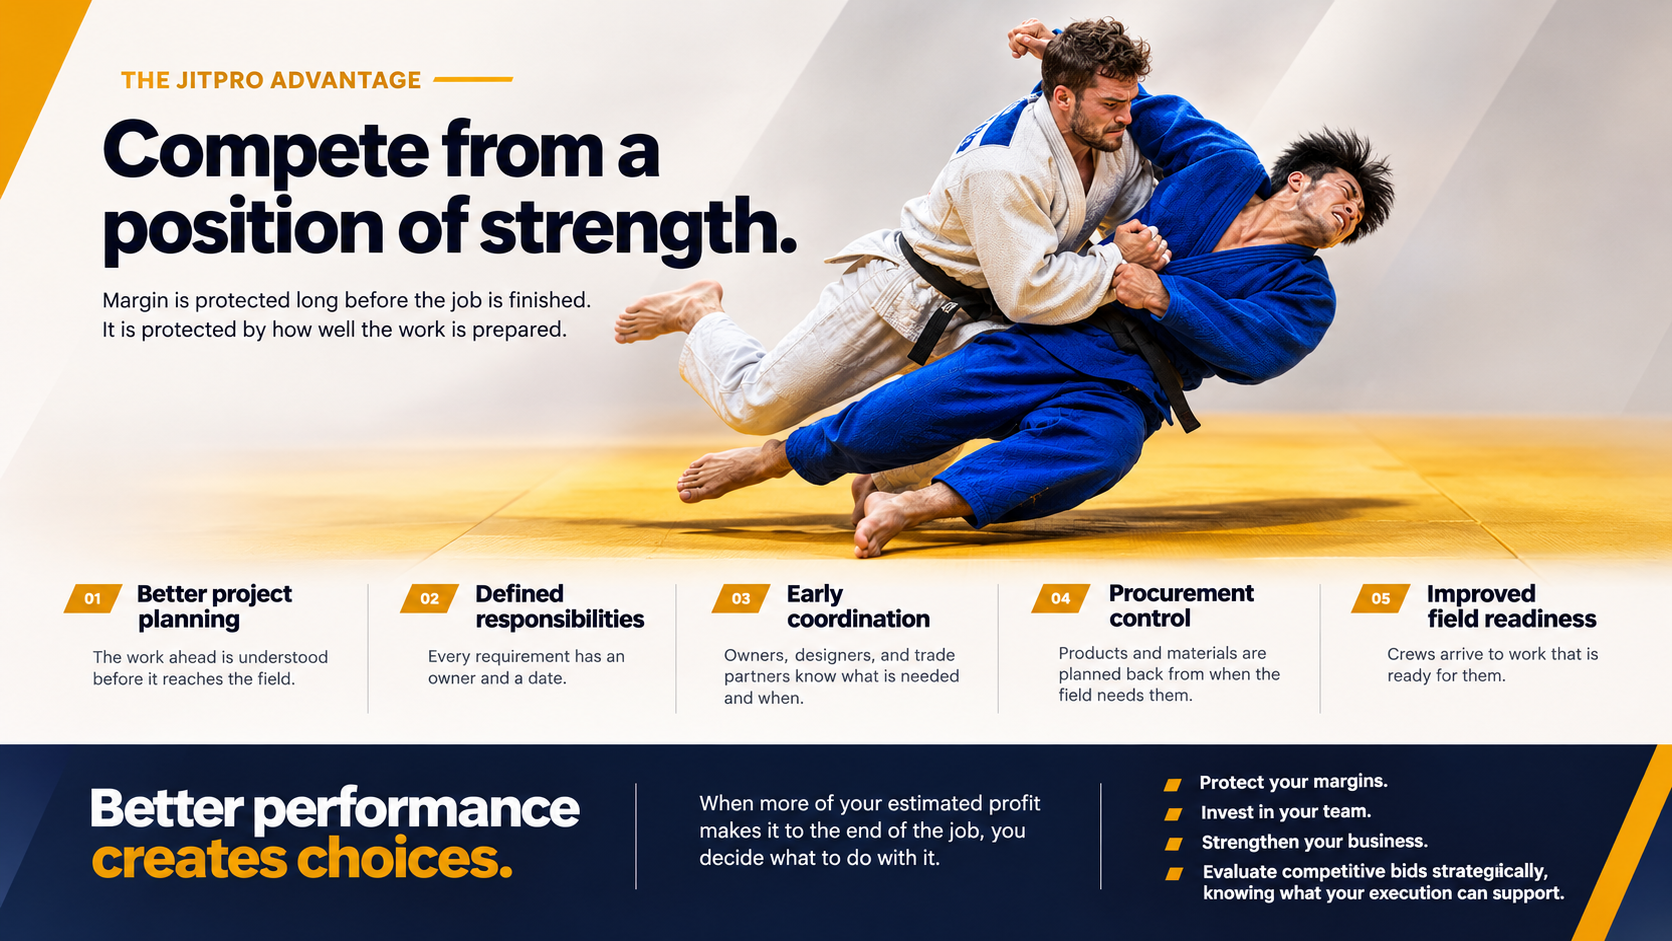 THE JITPRO ADVANTAGE
Compete from a
position of strength.
Margin is protected long before the job is finished.
It is protected by how well the work is prepared.
01
Better project
planning
The work ahead is understood
before it reaches the field.
02
Defined
responsibilities
Every requirement has an
owner and a date.
03
Early
coordination
Owners, designers, and trade
partners know what is needed
and when.
04
Procurement
control
Products and materials are
planned back from when the
field needs them.
05
Improved
field readiness
Crews arrive to work that is
ready for them.
Better performance
creates choices.
When more of your estimated profit
makes it to the end of the job, you
decide what to do with it.
Protect your margins.
Invest in your team.
Strengthen your business.
Evaluate competitive bids strategically,
knowing what your execution can support.